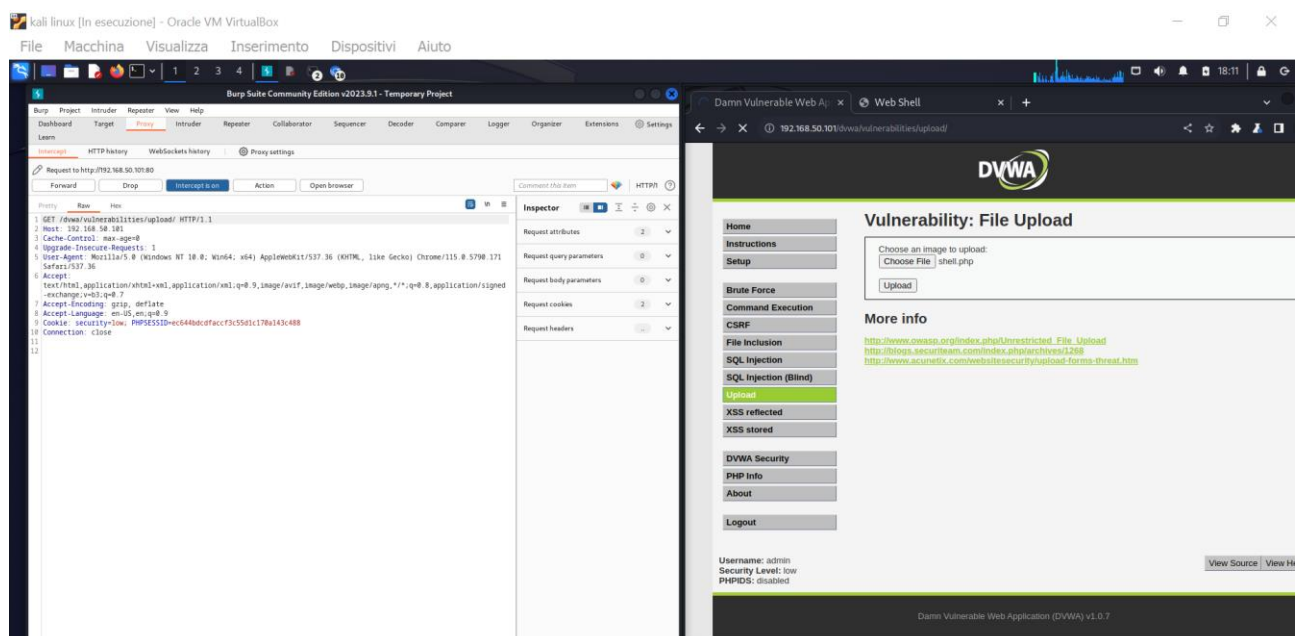 kali linux [In esecuzione] - Oracle VM VirtualBox
File Macchina Visualizza Inserimento Dispositivi Aiuto
1 2 3 4
18:11
Burp Suite Community Edition v2023.9.1 - Temporary Project
Burp Project Intruder Repeater View Help
Dashboard Target Proxy Intruder Repeater Collaborator Sequencer Decoder Comparer Logger Organizer Extensions Settings
Learn
Intercept HTTP history WebSockets history Proxy settings
Request to http://192.168.50.101:80
Forward Drop Intercept is on Action Open browser Comment this item HTTP/1
Pretty Raw Hex
1 GET /dvwa/vulnerabilities/upload/ HTTP/1.1
2 Host: 192.168.50.101
3 Cache-Control: max-age=0
4 Upgrade-Insecure-Requests: 1
5 User-Agent: Mozilla/5.0 (Windows NT 10.0; Win64; x64) AppleWebKit/537.36 (KHTML, like Gecko) Chrome/115.0.5790.171
Safari/537.36
6 Accept:
text/html,application/xhtml+xml,application/xml;q=0.9,image/avif,image/webp,image/apng,*/*;q=0.8,application/signed
-exchange;v=b3;q=0.7
7 Accept-Encoding: gzip, deflate
8 Accept-Language: en-US,en;q=0.9
9 Cookie: security=low; PHPSESSID=ec644bdcdfaccf3c55d1c170a143c488
10 Connection: close
11
12
Inspector
Request attributes 2
Request query parameters 0
Request body parameters 0
Request cookies 2
Request headers
Damn Vulnerable Web Ap
Web Shell
192.168.50.101/dvwa/vulnerabilities/upload/
DVWA
Home
Instructions
Setup
Brute Force
Command Execution
CSRF
File Inclusion
SQL Injection
SQL Injection (Blind)
Upload
XSS reflected
XSS stored
DVWA Security
PHP Info
About
Logout
Vulnerability: File Upload
Choose an image to upload:
Choose File shell.php
Upload
More info
http://www.owasp.org/index.php/Unrestricted_File_Upload
http://blogs.securiteam.com/index.php/archives/1268
http://www.acunetix.com/websitesecurity/upload-forms-threat.htm
Username: admin
Security Level: low
PHPIDS: disabled
View Source View He
Damn Vulnerable Web Application (DVWA) v1.0.7